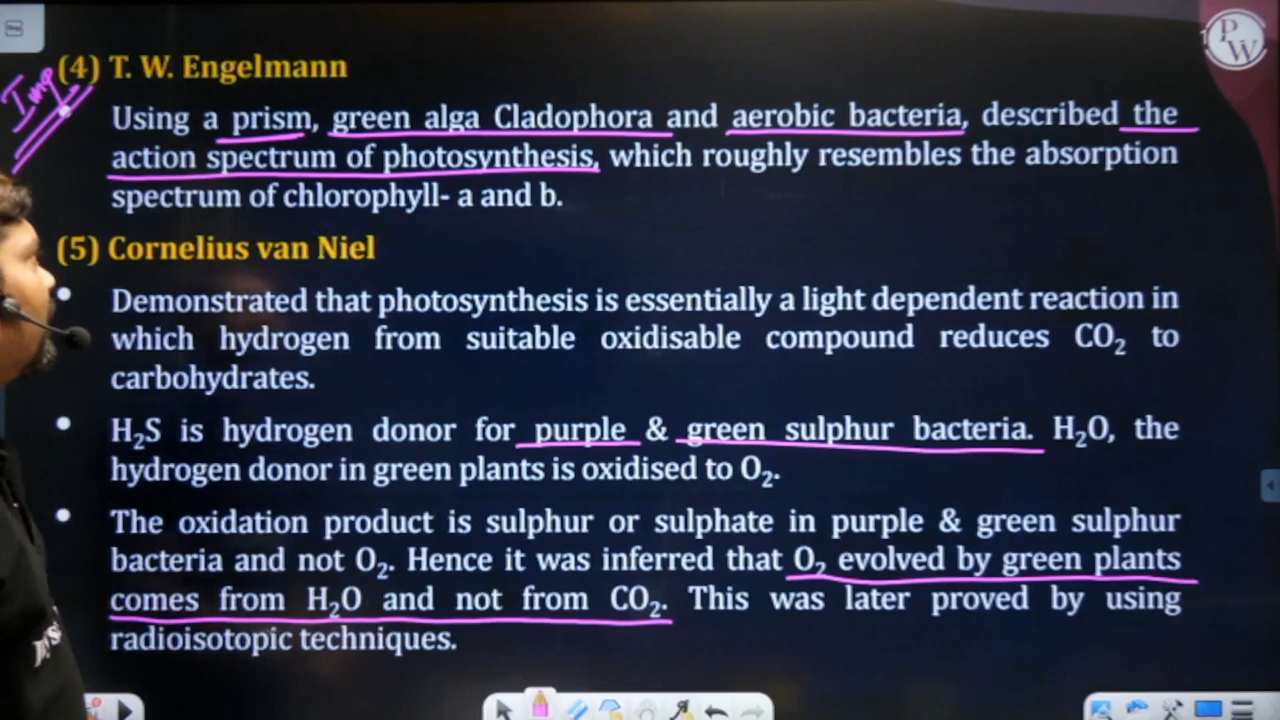 (4) T. W. Engelmann
Imp
Using a prism, green alga Cladophora and aerobic bacteria, described the
action spectrum of photosynthesis, which roughly resembles the absorption
spectrum of chlorophyll- a and b.
(5) Cornelius van Niel
• Demonstrated that photosynthesis is essentially a light dependent reaction in
which hydrogen from suitable oxidisable compound reduces CO₂ to
carbohydrates.
• H₂S is hydrogen donor for purple & green sulphur bacteria. H₂O, the
hydrogen donor in green plants is oxidised to O₂.
• The oxidation product is sulphur or sulphate in purple & green sulphur
bacteria and not O₂. Hence it was inferred that O₂ evolved by green plants
comes from H₂O and not from CO₂. This was later proved by using
radioisotopic techniques.
PW